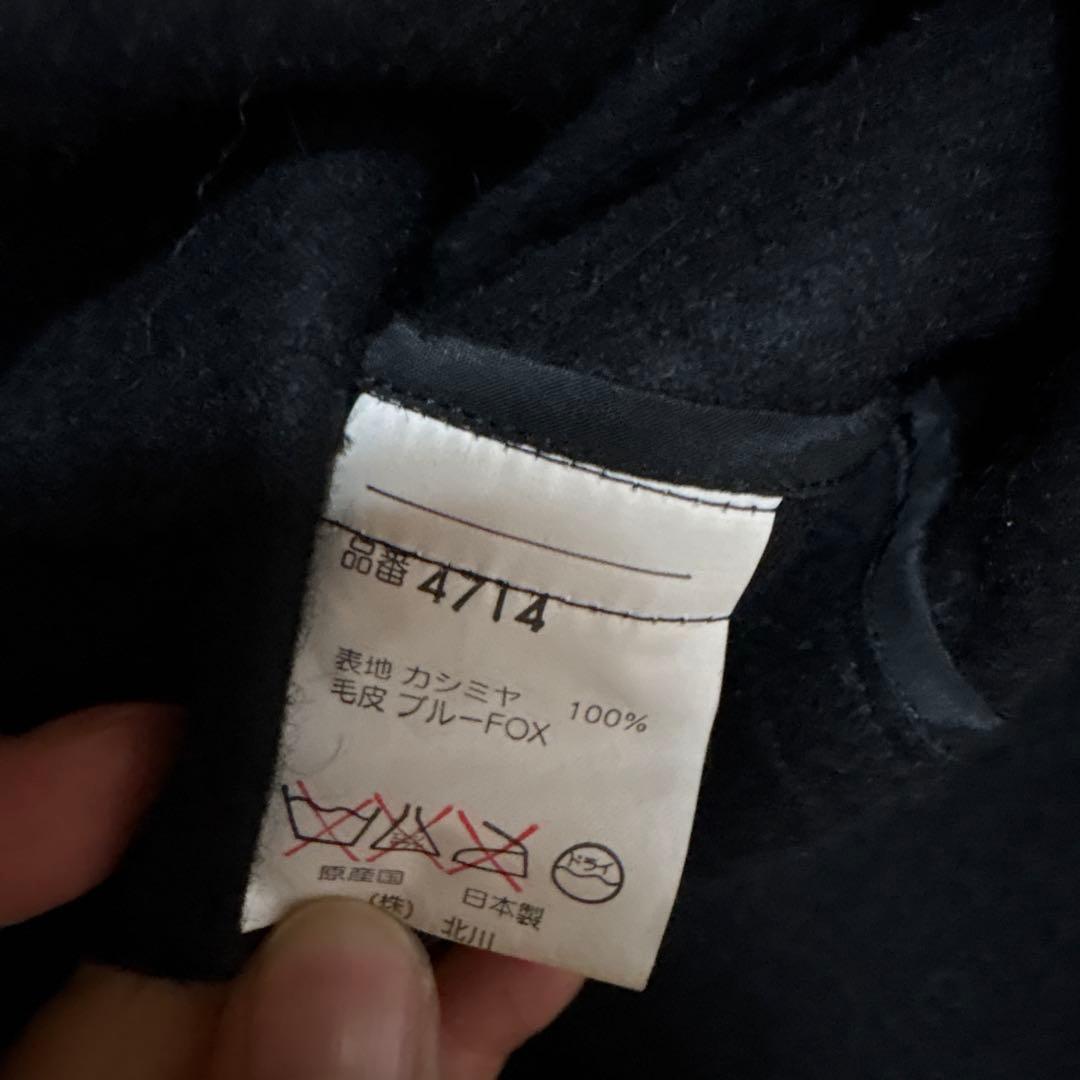 品番 4714
表地 カシミヤ 100%
毛皮 ブルーFOX
ドライ
原産国 日本製
(株) 北川